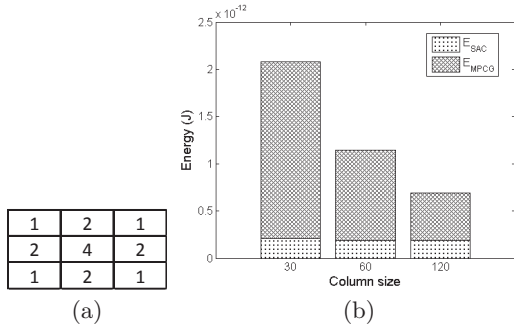 1 2 1
2 4 2
1 2 1
(a)
x 10^-12
2.5
2
1.5
1
0.5
0
Energy (J)
E_SAC
E_MPCG
30 60 120
Column size
(b)